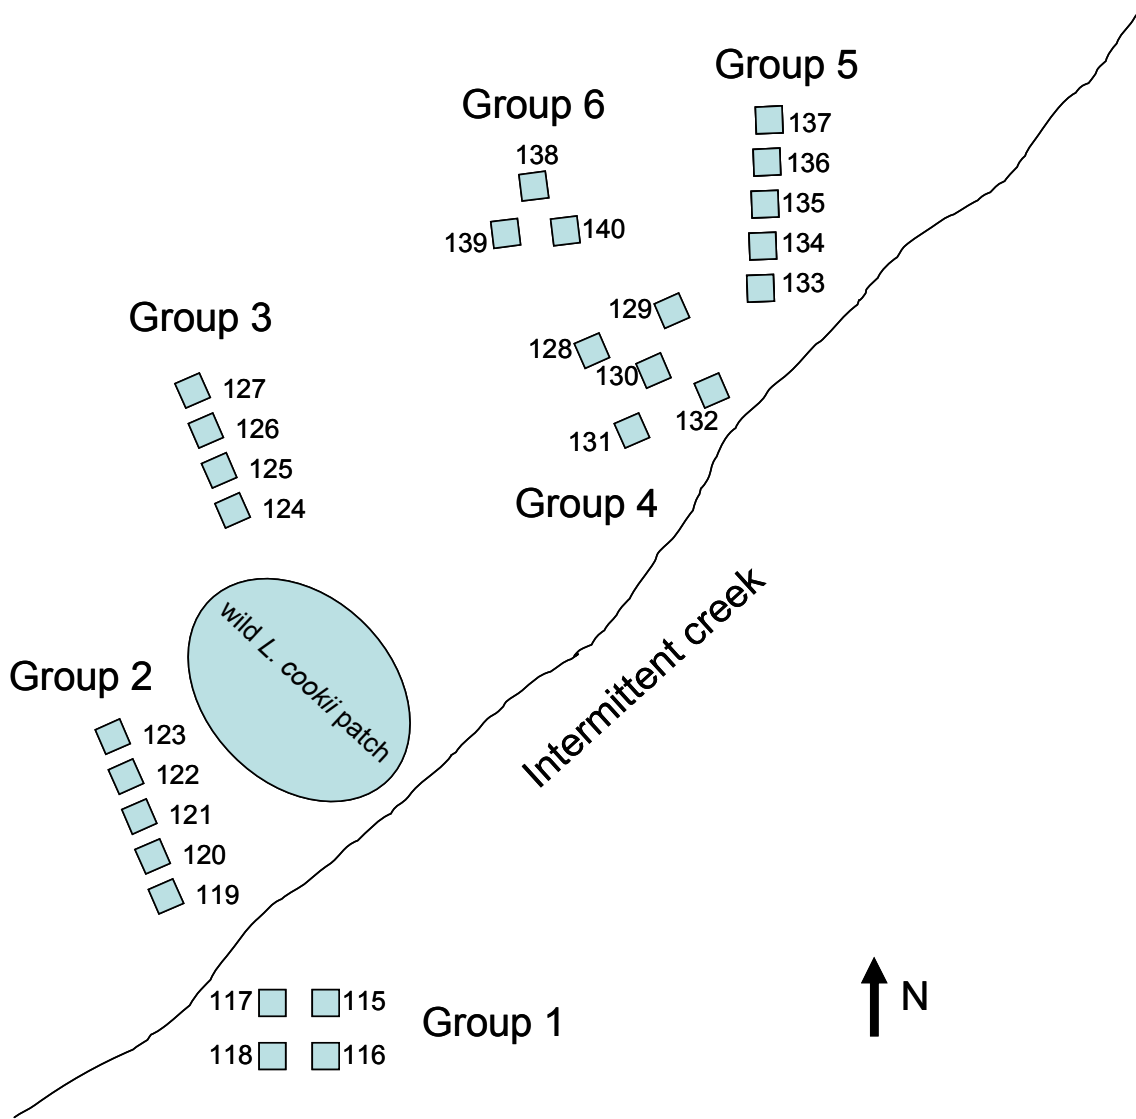 Group 5
Group 6
137
136
135
134
133
138
139
140
129
128
130
132
131
Group 4
Group 3
127
126
125
124
wild L. cookii patch
Intermittent creek
Group 2
123
122
121
120
119
117
115
118
116
Group 1
N